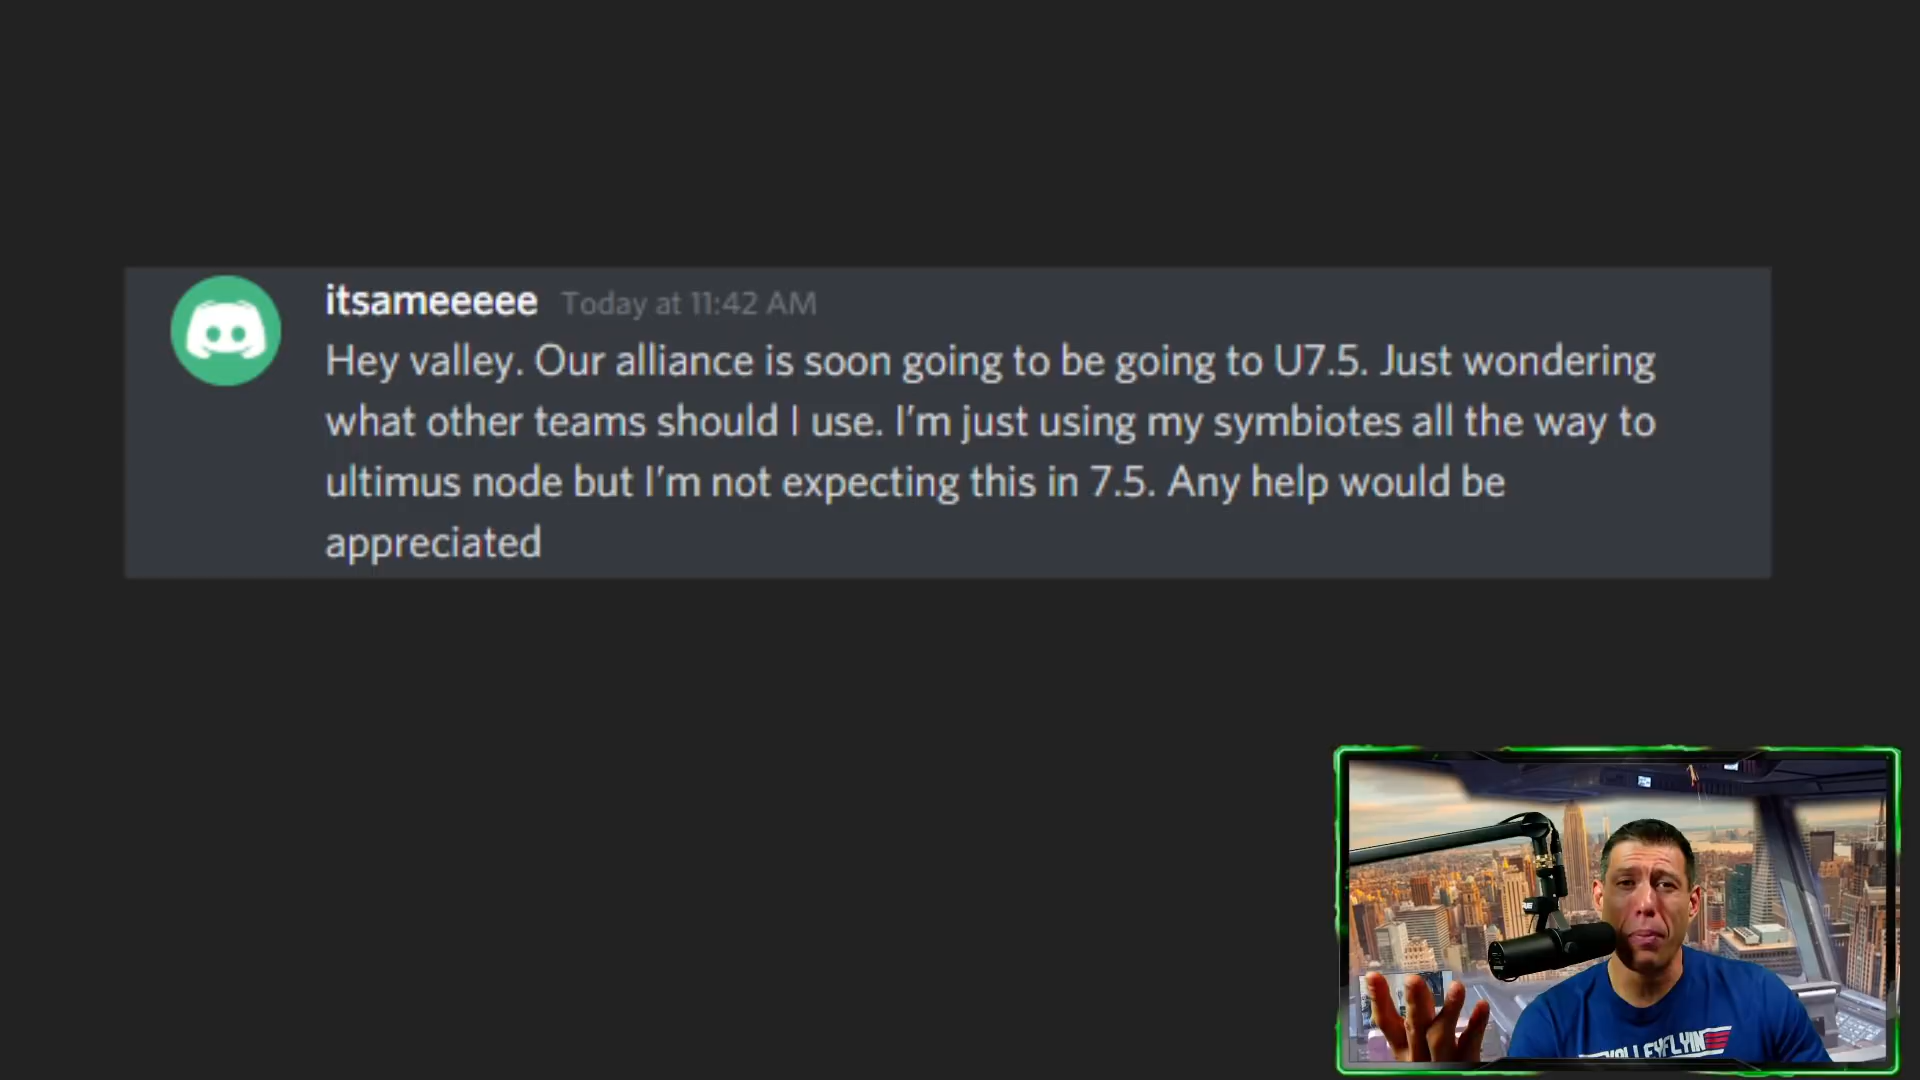 itsameeeee Today at 11:42 AM
Hey valley. Our alliance is soon going to be going to U7.5. Just wondering
what other teams should I use. I'm just using my symbiotes all the way to
ultimus node but I'm not expecting this in 7.5. Any help would be
appreciated
VALLEYFLYIN